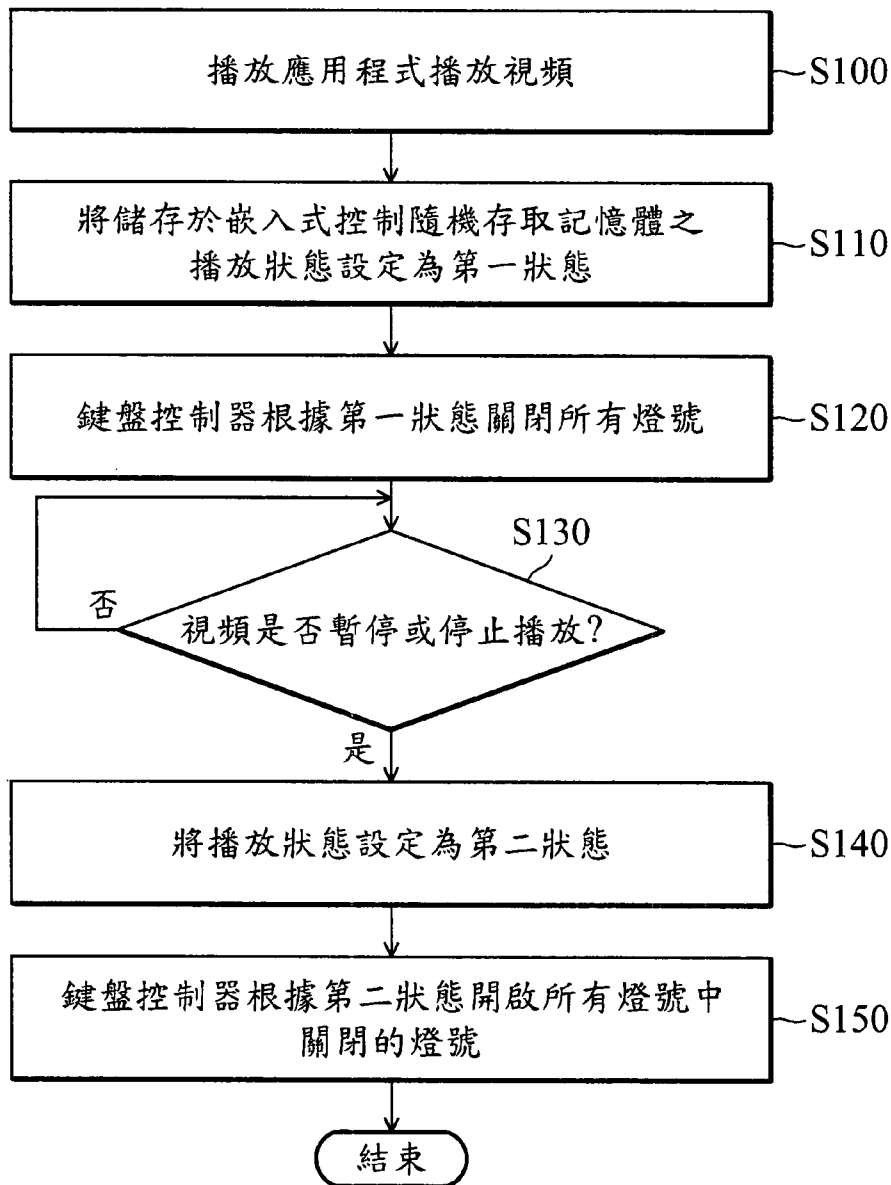 播放應用程式播放視頻
S100
將儲存於嵌入式控制隨機存取記憶體之
播放狀態設定為第一狀態
S110
鍵盤控制器根據第一狀態關閉所有燈號
S120
S130
否
視頻是否暫停或停止播放?
是
將播放狀態設定為第二狀態
S140
鍵盤控制器根據第二狀態開啟所有燈號中
關閉的燈號
S150
結束